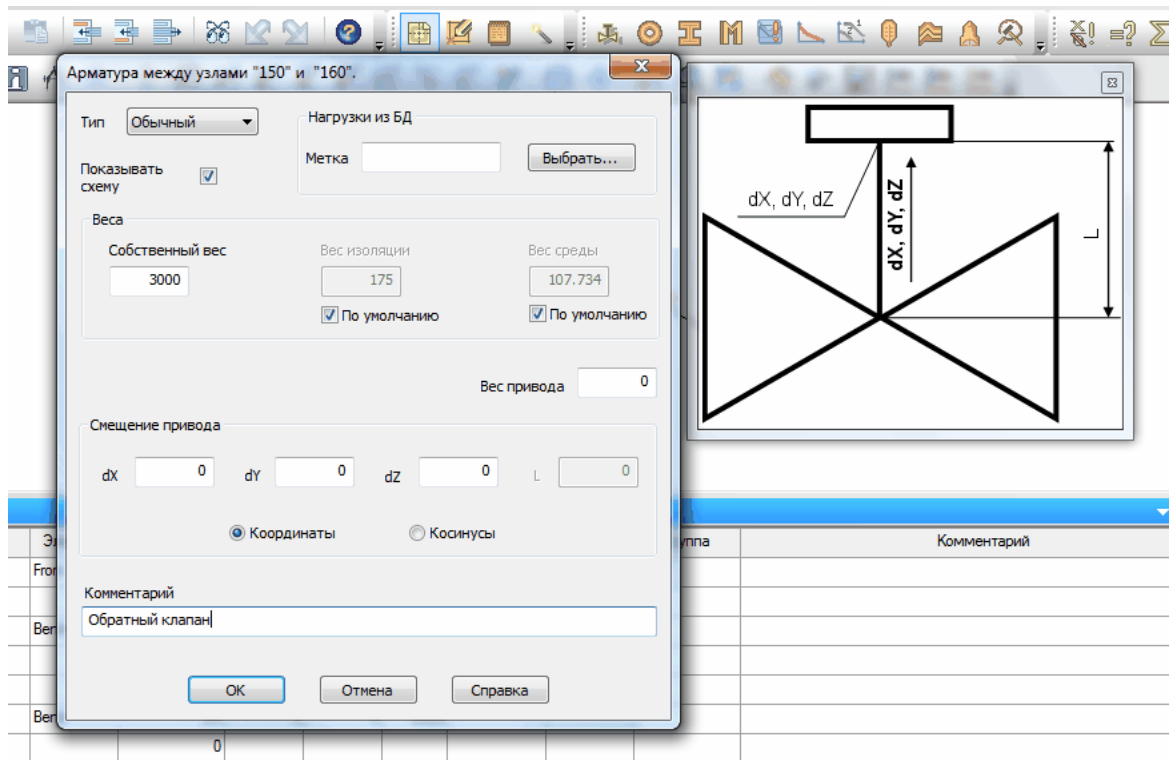 Арматура между узлами "150" и "160".
Тип Обычный
Нагрузки из БД
Метка
Выбрать...
Показывать
схему
Веса
Собственный вес Вес изоляции Вес среды
3000 175 107.734
По умолчанию По умолчанию
Вес привода 0
Смещение привода
dX 0 dY 0 dZ 0 L 0
Координаты Косинусы
Комментарий
Обратный клапан
OK Отмена Справка
dX, dY, dZ
dX, dY, dZ
L
Комментарий
0